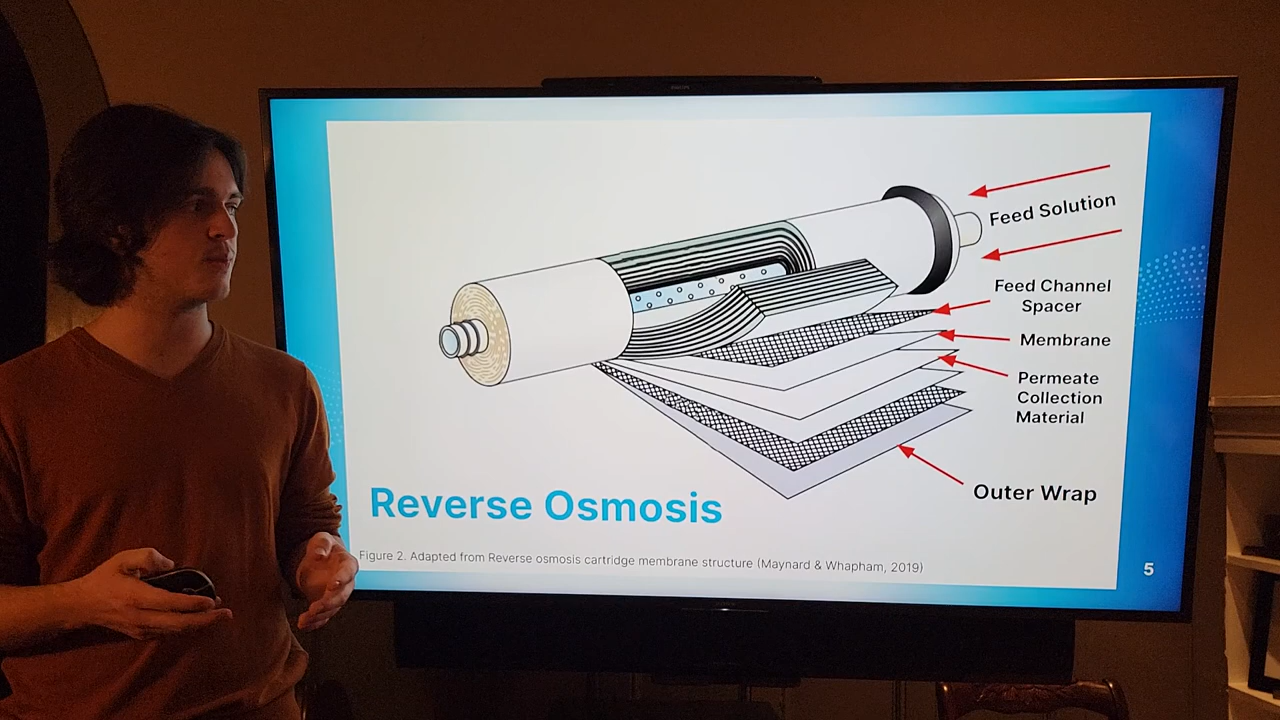 Feed Solution
Feed Channel
Spacer
Membrane
Permeate
Collection
Material
Outer Wrap
Reverse Osmosis
Figure 2. Adapted from Reverse osmosis cartridge membrane structure (Maynard & Whapham, 2019)
5